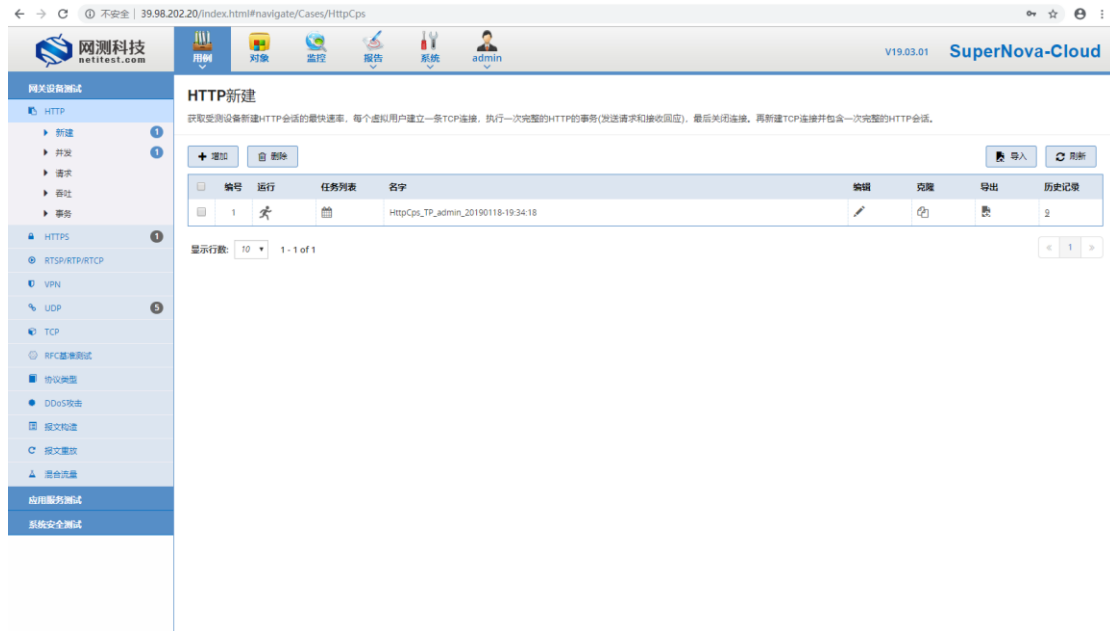 不安全 | 39.98.202.20/index.html#navigate/Cases/HttpCps
网测科技
netitest.com
用例 对象 监控 报告 系统 admin
V19.03.01 SuperNova-Cloud
网关设备测试
HTTP
新建 1
并发 1
请求
吞吐
事务
HTTPS 1
RTSP/RTP/RTCP
VPN
UDP 5
TCP
RFC基准测试
协议类型
DDoS攻击
报文构造
报文重放
混合流量
应用服务测试
系统安全测试
HTTP新建
获取受测设备新建HTTP会话的最快速率。每个虚拟用户建立一条TCP连接，执行一次完整的HTTP的事务(发送请求和接收回应)，最后关闭连接。再新建TCP连接并包含一次完整的HTTP会话。
增加 删除 导入 刷新
编号 运行 任务列表 名字 编辑 克隆 导出 历史记录
1 HttpCps_TP_admin_20190118-19:34:18 9
显示行数: 10 1 - 1 of 1 « 1 »